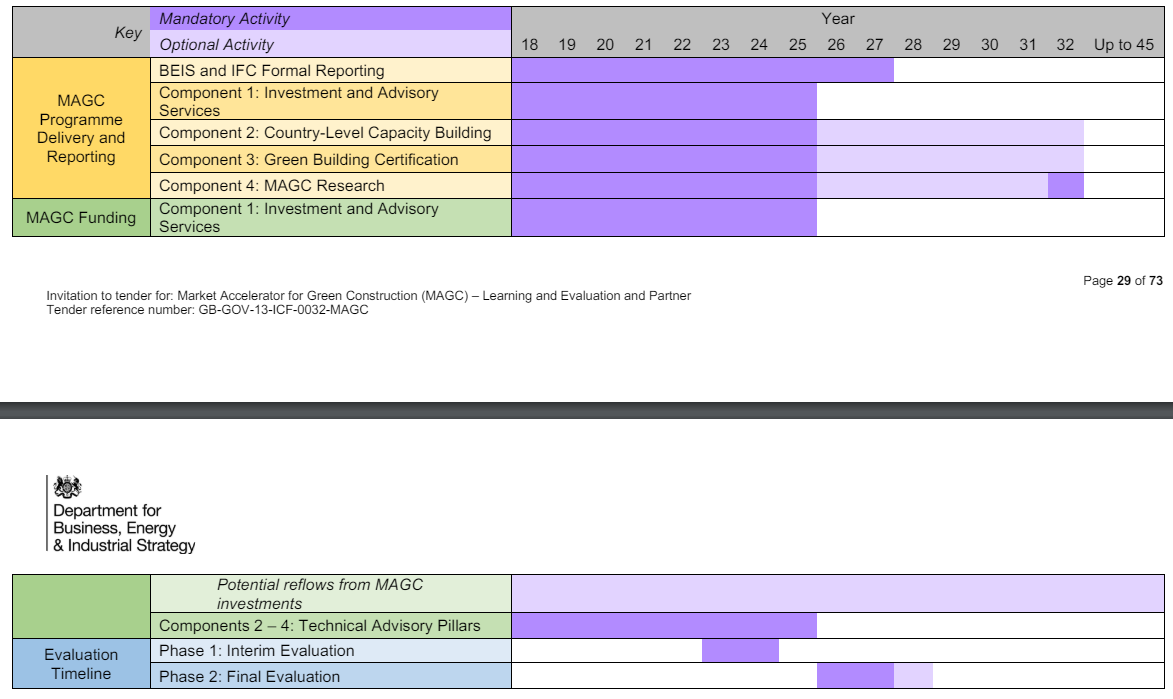 Key
Mandatory Activity
Optional Activity
Year
18 19 20 21 22 23 24 25 26 27 28 29 30 31 32 Up to 45
MAGC
Programme
Delivery and
Reporting
BEIS and IFC Formal Reporting
Component 1: Investment and Advisory
Services
Component 2: Country-Level Capacity Building
Component 3: Green Building Certification
Component 4: MAGC Research
MAGC Funding
Component 1: Investment and Advisory
Services
Page 29 of 73
Invitation to tender for: Market Accelerator for Green Construction (MAGC) – Learning and Evaluation and Partner
Tender reference number: GB-GOV-13-ICF-0032-MAGC
Department for
Business, Energy
& Industrial Strategy
Potential reflows from MAGC
investments
Components 2 – 4: Technical Advisory Pillars
Evaluation
Timeline
Phase 1: Interim Evaluation
Phase 2: Final Evaluation